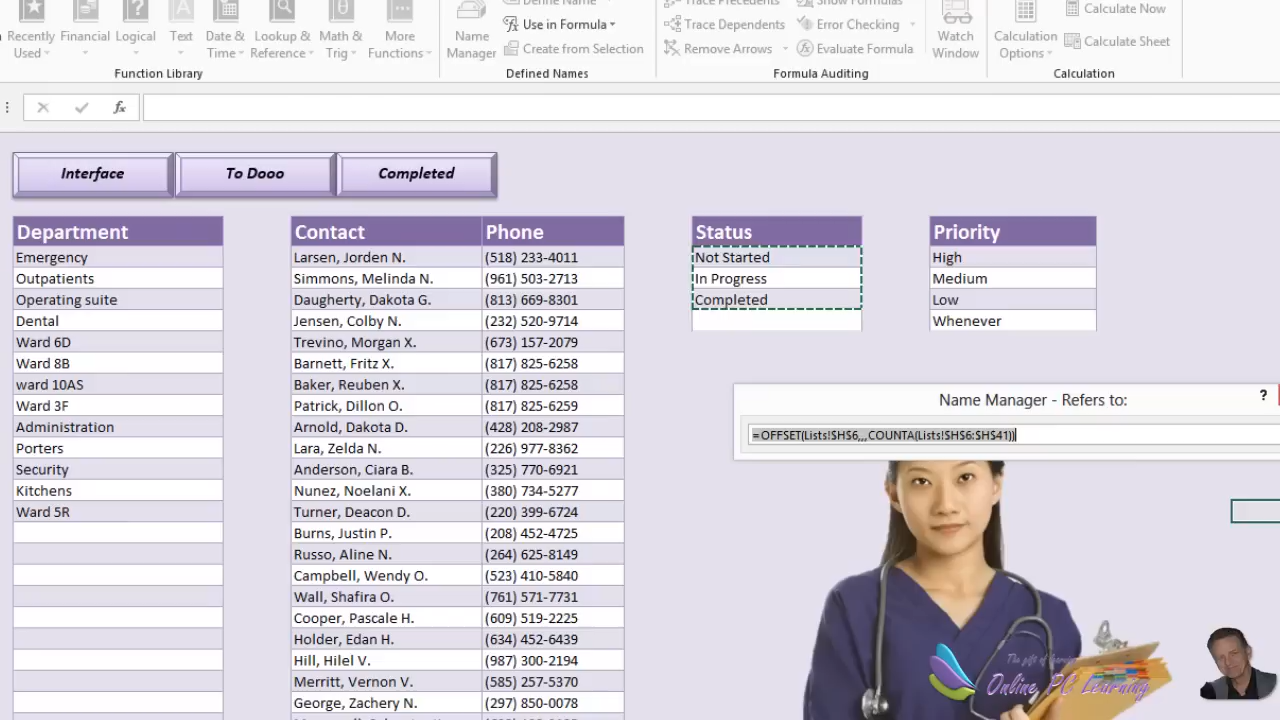 Trace Precedents
Show Formulas
Define Name
Recently Used
Financial
Logical
Text
Date & Time
Lookup & Reference
Math & Trig
More Functions
Function Library
Name Manager
Use in Formula
Create from Selection
Defined Names
Trace Dependents
Remove Arrows
Error Checking
Evaluate Formula
Formula Auditing
Watch Window
Calculation Options
Calculate Now
Calculate Sheet
Calculation
fx
Interface
To Dooo
Completed
Department
Emergency
Outpatients
Operating suite
Dental
Ward 6D
Ward 8B
ward 10AS
Ward 3F
Administration
Porters
Security
Kitchens
Ward 5R
Contact Phone
Larsen, Jorden N. (518) 233-4011
Simmons, Melinda N. (961) 503-2713
Daugherty, Dakota G. (813) 669-8301
Jensen, Colby N. (232) 520-9714
Trevino, Morgan X. (673) 157-2079
Barnett, Fritz X. (817) 825-6258
Baker, Reuben X. (817) 825-6258
Patrick, Dillon O. (817) 825-6259
Arnold, Dakota D. (428) 208-2987
Lara, Zelda N. (226) 977-8362
Anderson, Ciara B. (325) 770-6921
Nunez, Noelani X. (380) 734-5277
Turner, Deacon D. (220) 399-6724
Burns, Justin P. (208) 452-4725
Russo, Aline N. (264) 625-8149
Campbell, Wendy O. (523) 410-5840
Wall, Shafira O. (761) 571-7731
Cooper, Pascale H. (609) 519-2225
Holder, Edan H. (634) 452-6439
Hill, Hilel V. (987) 300-2194
Merritt, Vernon V. (585) 257-5370
George, Zachery N. (297) 850-0078
Status
Not Started
In Progress
Completed
Priority
High
Medium
Low
Whenever
Name Manager - Refers to:
?
=OFFSET(Lists!$H$6,,,COUNTA(Lists!$H$6:$H$41))
The gift of learning
Online PC Learning